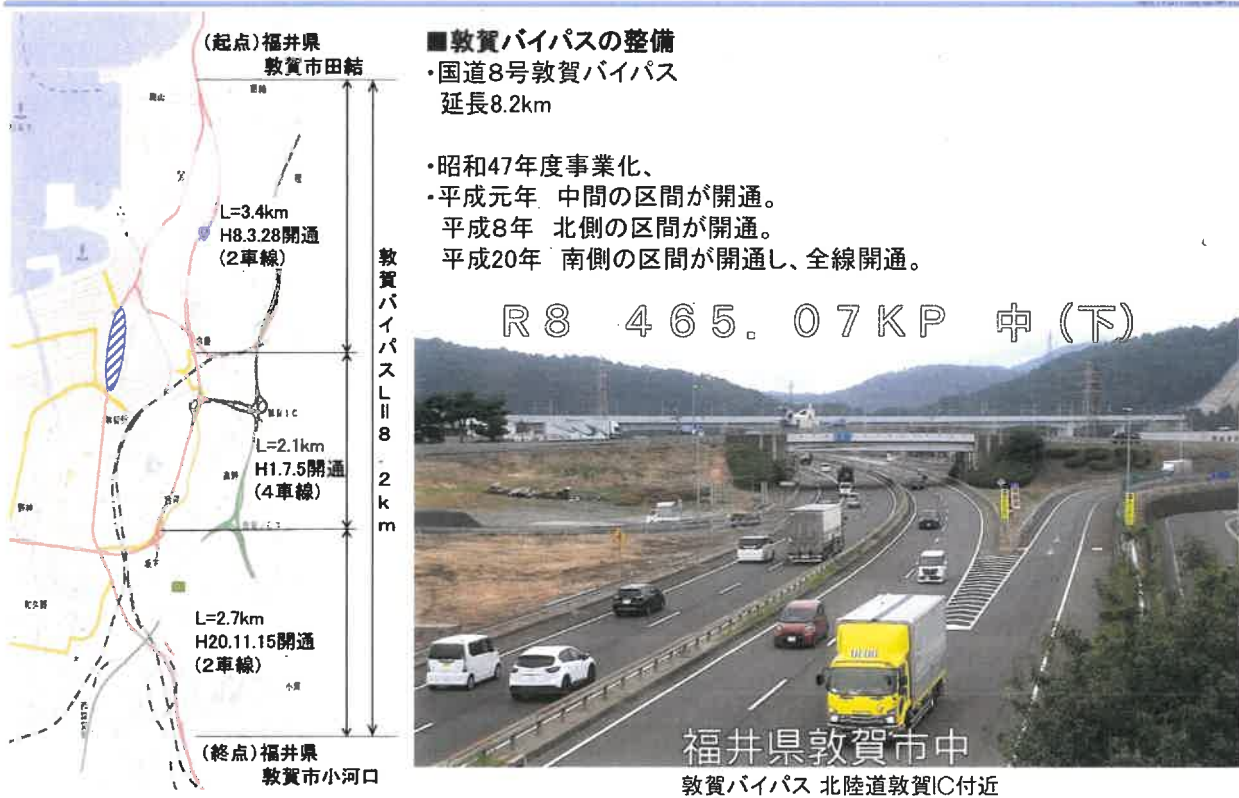 (起点)福井県
敦賀市田結
L=3.4km
H8.3.28開通
(2車線)
敦賀バイパスL=8.2km
L=2.1km
H1.7.5開通
(4車線)
L=2.7km
H20.11.15開通
(2車線)
(終点)福井県
敦賀市小河口
■敦賀バイパスの整備
・国道8号敦賀バイパス
延長8.2km
・昭和47年度事業化、
・平成元年 中間の区間が開通。
平成8年 北側の区間が開通。
平成20年 南側の区間が開通し、全線開通。
R8 465.07KP 中(下)
福井県敦賀市中
敦賀バイパス 北陸道敦賀IC付近